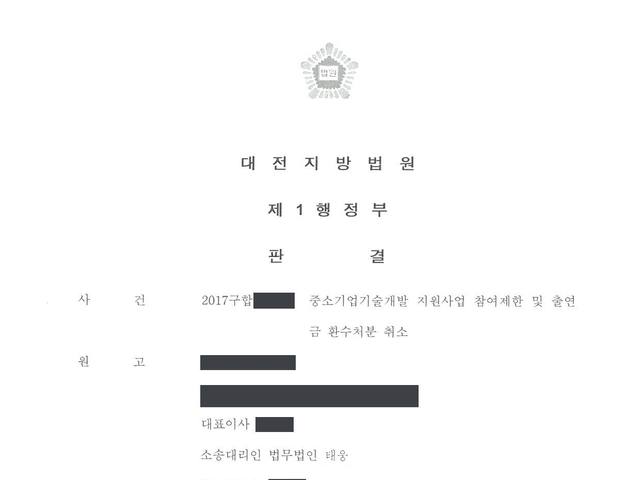 법원
대 전 지 방 법 원
제 1 행 정 부
판 결
사 건 2017구합 중소기업기술개발 지원사업 참여제한 및 출연
금 환수처분 취소
원 고
대표이사
소송대리인 법무법인 태웅